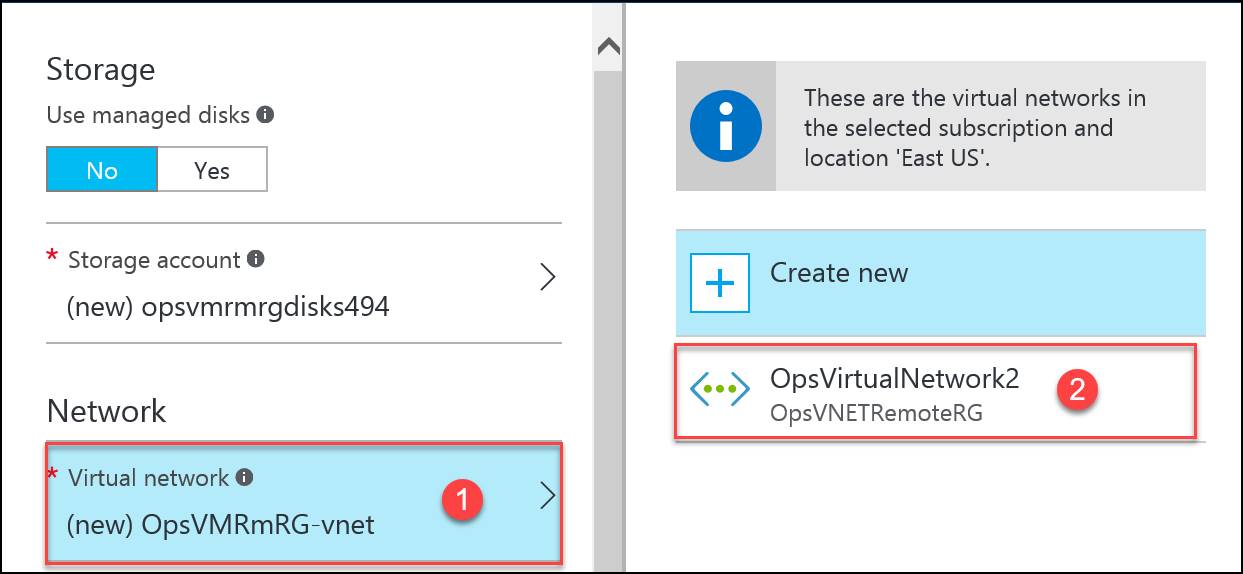 Storage
Use managed disks
No Yes
* Storage account
(new) opsvmrmrgdisks494
Network
* Virtual network
(new) OpsVMRmRG-vnet
1
These are the virtual networks in
the selected subscription and
location 'East US'.
Create new
OpsVirtualNetwork2
OpsVNETRemoteRG
2